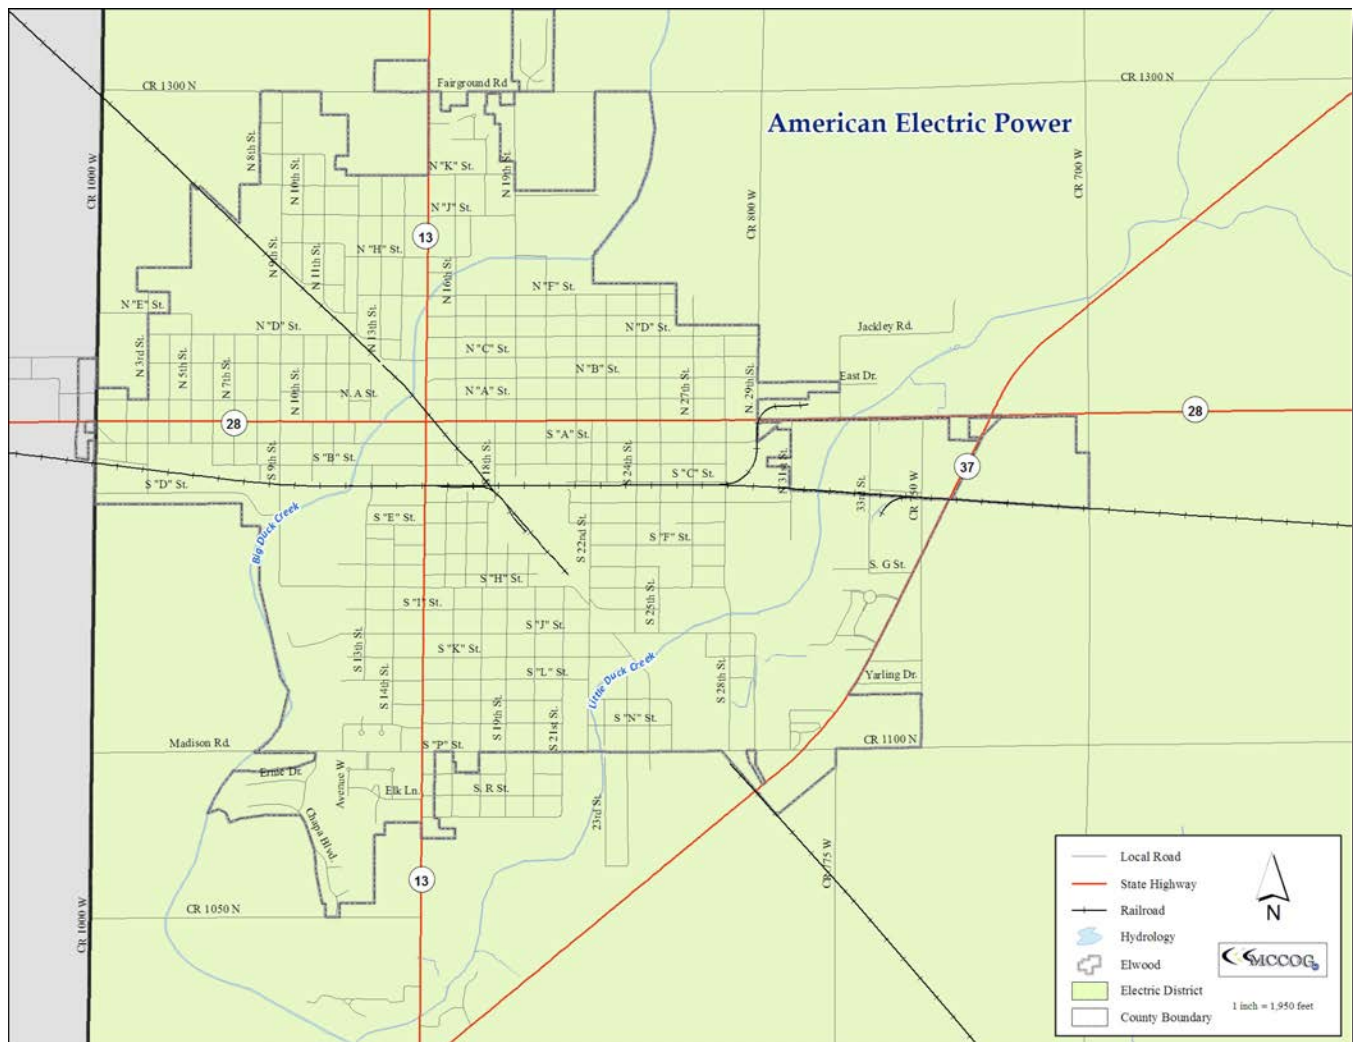 CR 1300 N
Fairground Rd
CR 1300 N
American Electric Power
N 8th St.
N 10th St.
N "K" St.
N 19th St.
CR 1000 W
CR 700 W
CR 800 W
N "J" St.
13
N "H" St.
N 9th St.
N 11th St.
N 16th St.
N "F" St.
N "E" St.
N "D" St.
N 13th St.
N "D" St.
Jackley Rd.
N 3rd St.
N 5th St.
N 7th St.
N 10th St.
N "C" St.
N "B" St.
East Dr.
N. A St.
N "A" St.
N 27th St.
N. 29th St.
28
28
S "A" St.
S "B" St.
S 9th St.
S 18th St.
S 24th St.
S "C" St.
N 31st St.
37
S "D" St.
33rd St.
CR 750 W
Big Duck Creek
S "E" St.
S 22nd St.
S "F" St.
S "H" St.
S. G St.
S "I" St.
S 25th St.
S "J" St.
S 13th St.
S "K" St.
S 14th St.
S "L" St.
Little Duck Creek
S 28th St.
Yarling Dr.
S 19th St.
S 21st St.
S "N" St.
Madison Rd.
S "P" St.
CR 1100 N
Ernie Dr.
Avenue W
Elk Ln.
S. R St.
23rd St.
Chapa Blvd.
CR 775 W
13
CR 1050 N
CR 1000 W
Local Road
State Highway
Railroad
Hydrology
Elwood
Electric District
County Boundary
N
MCCOG
1 inch = 1,950 feet